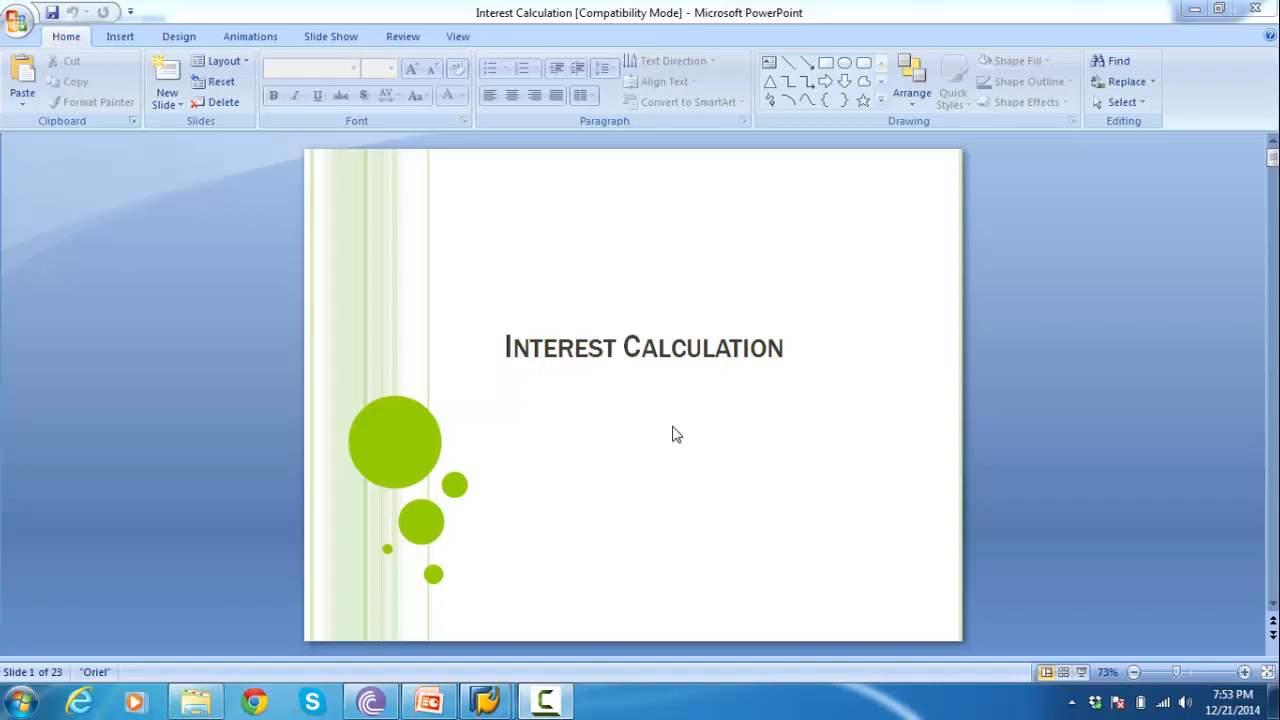 Interest Calculation [Compatibility Mode] - Microsoft PowerPoint
Home Insert Design Animations Slide Show Review View
Paste
Cut
Copy
Format Painter
Clipboard
New
Slide
Layout
Reset
Delete
Slides
B I U abc S AV Aa A
Font
Paragraph
Text Direction
Align Text
Convert to SmartArt
Arrange
Quick
Styles
Shape Fill
Shape Outline
Shape Effects
Drawing
Find
Replace
Select
Editing
INTEREST CALCULATION
Slide 1 of 23 "Oriel" 73%
7:53 PM
12/21/2014